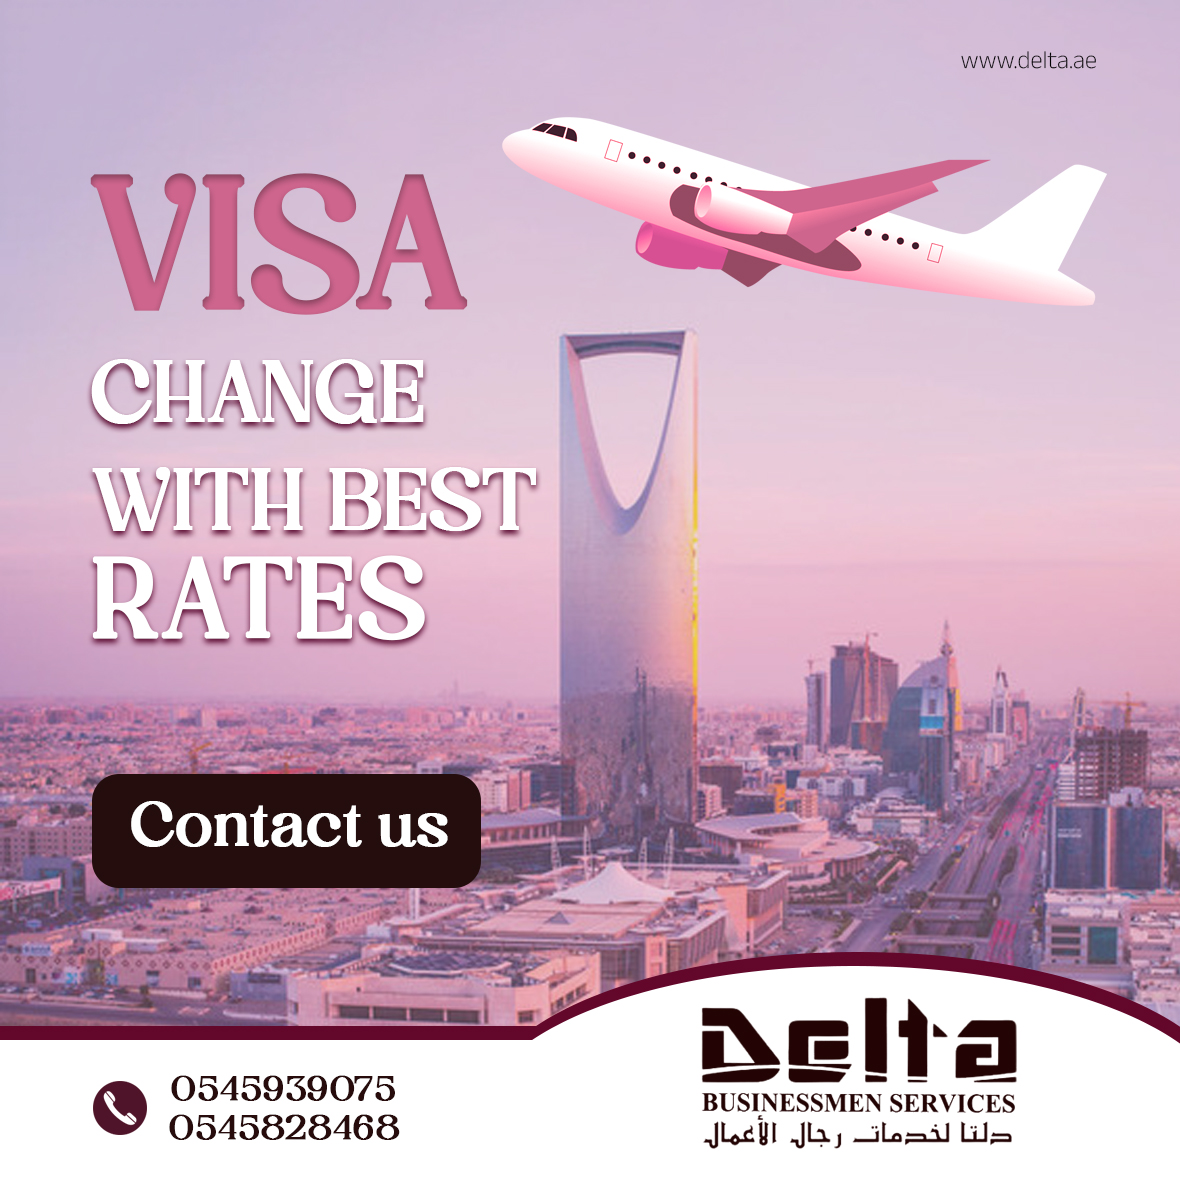 www.delta.ae
VISA
CHANGE
WITH BEST
RATES
Contact us
0545939075
0545828468
Delta
BUSINESSMEN SERVICES
دلتا لخدمات رجال الأعمال